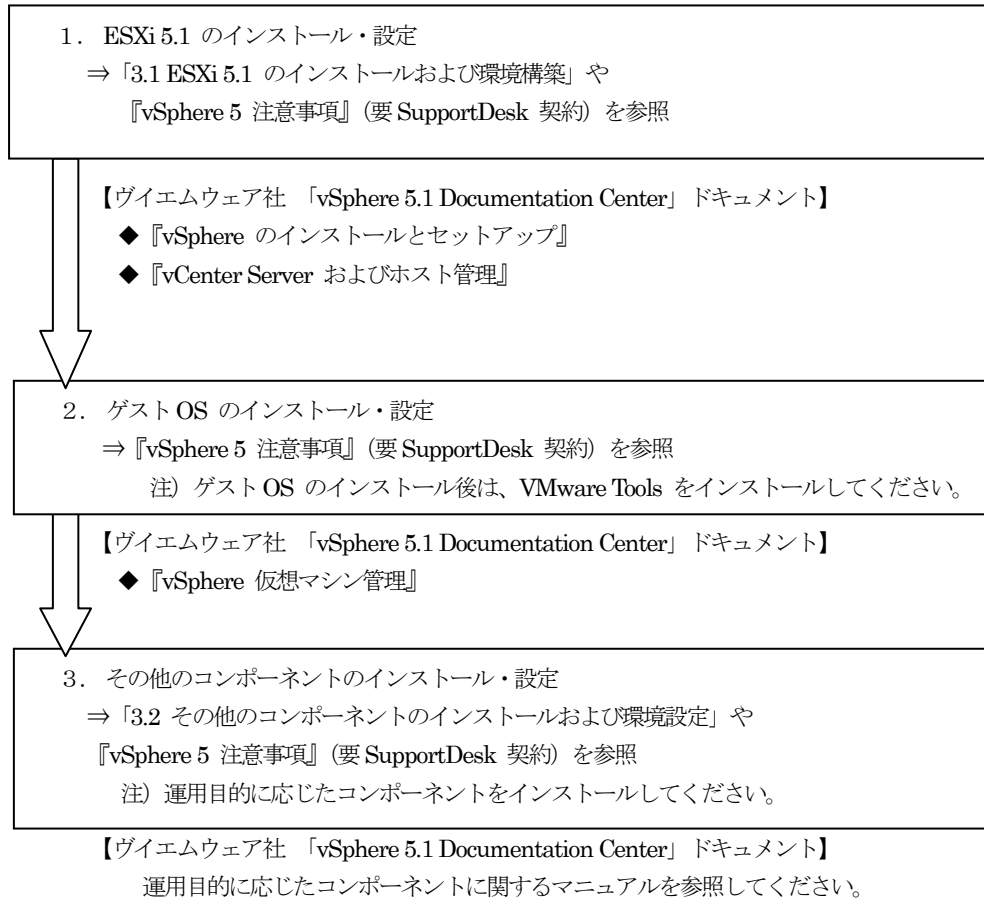 １． ESXi 5.1 のインストール・設定
⇒「3.1 ESXi 5.1 のインストールおよび環境構築」や
『vSphere 5 注意事項』（要 SupportDesk 契約）を参照
【ヴイエムウェア社 「vSphere 5.1 Documentation Center」ドキュメント】
◆『vSphere のインストールとセットアップ』
◆『vCenter Server およびホスト管理』
２． ゲスト OS のインストール・設定
⇒『vSphere 5 注意事項』（要 SupportDesk 契約）を参照
注）ゲスト OS のインストール後は、VMware Tools をインストールしてください。
【ヴイエムウェア社 「vSphere 5.1 Documentation Center」ドキュメント】
◆『vSphere 仮想マシン管理』
３． その他のコンポーネントのインストール・設定
⇒「3.2 その他のコンポーネントのインストールおよび環境設定」や
『vSphere 5 注意事項』（要 SupportDesk 契約）を参照
注）運用目的に応じたコンポーネントをインストールしてください。
【ヴイエムウェア社 「vSphere 5.1 Documentation Center」ドキュメント】
運用目的に応じたコンポーネントに関するマニュアルを参照してください。